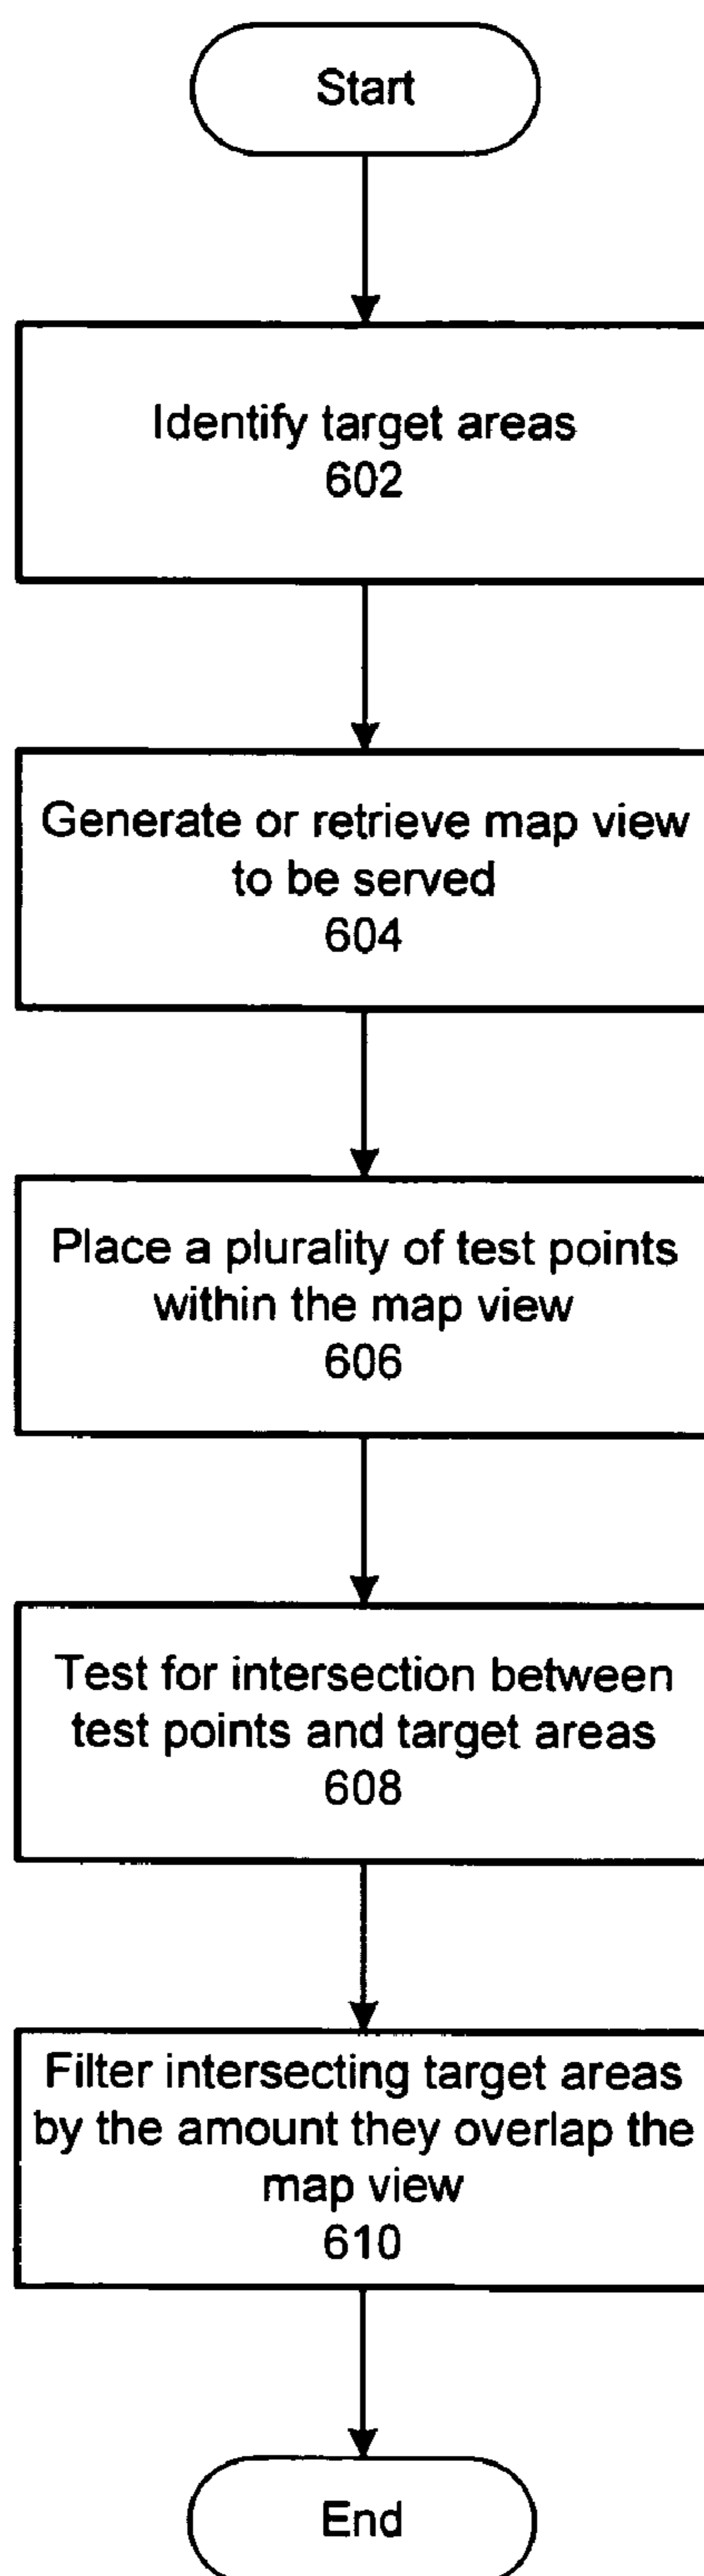 Start
Identify target areas
602
Generate or retrieve map view
to be served
604
Place a plurality of test points
within the map view
606
Test for intersection between
test points and target areas
608
Filter intersecting target areas
by the amount they overlap the
map view
610
End